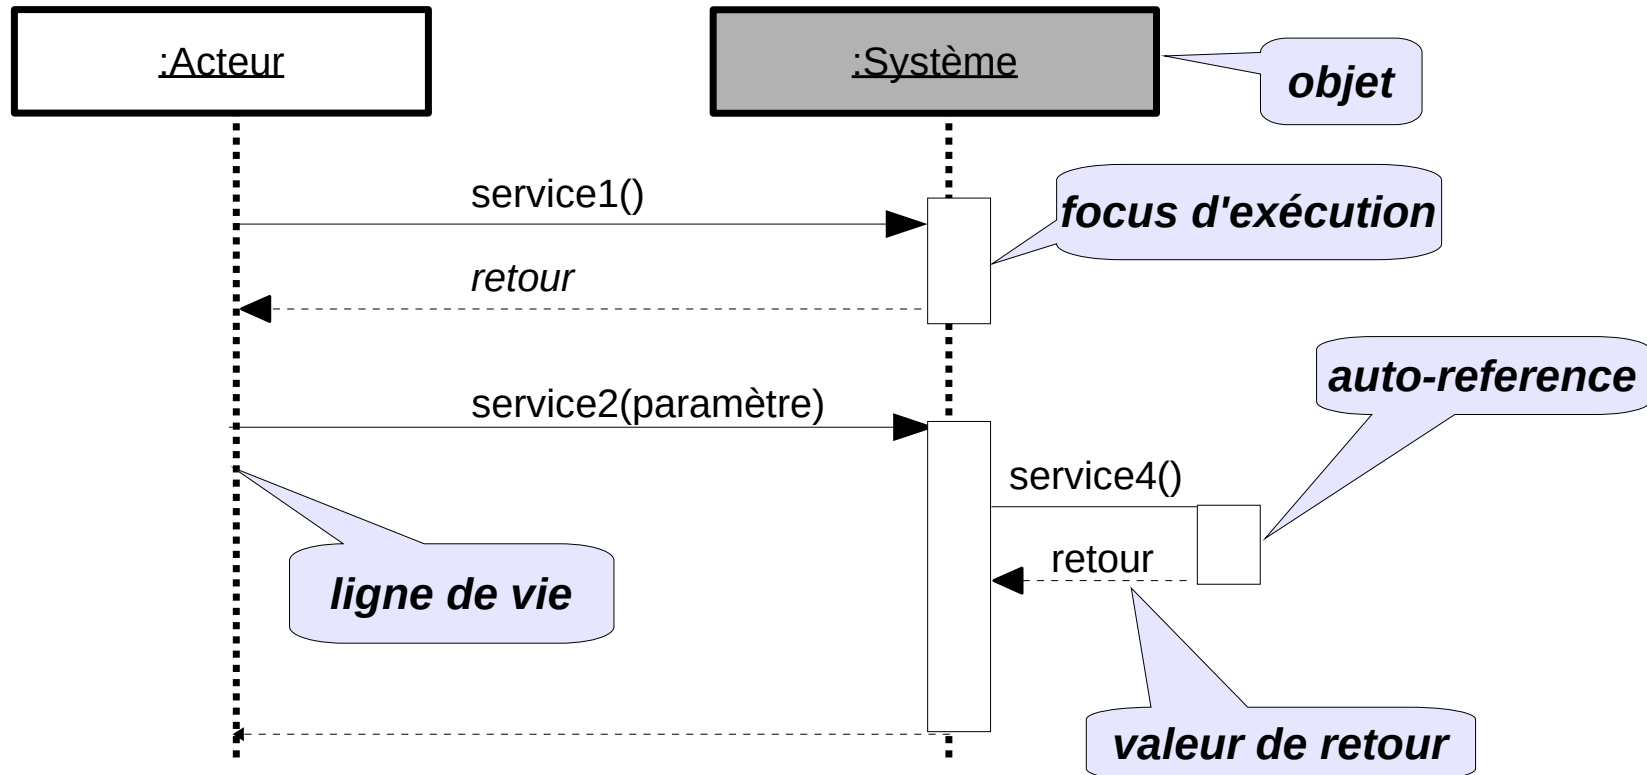 :Acteur
:Système
objet
service1()
focus d'exécution
retour
auto-reference
service2(paramètre)
service4()
retour
ligne de vie
valeur de retour